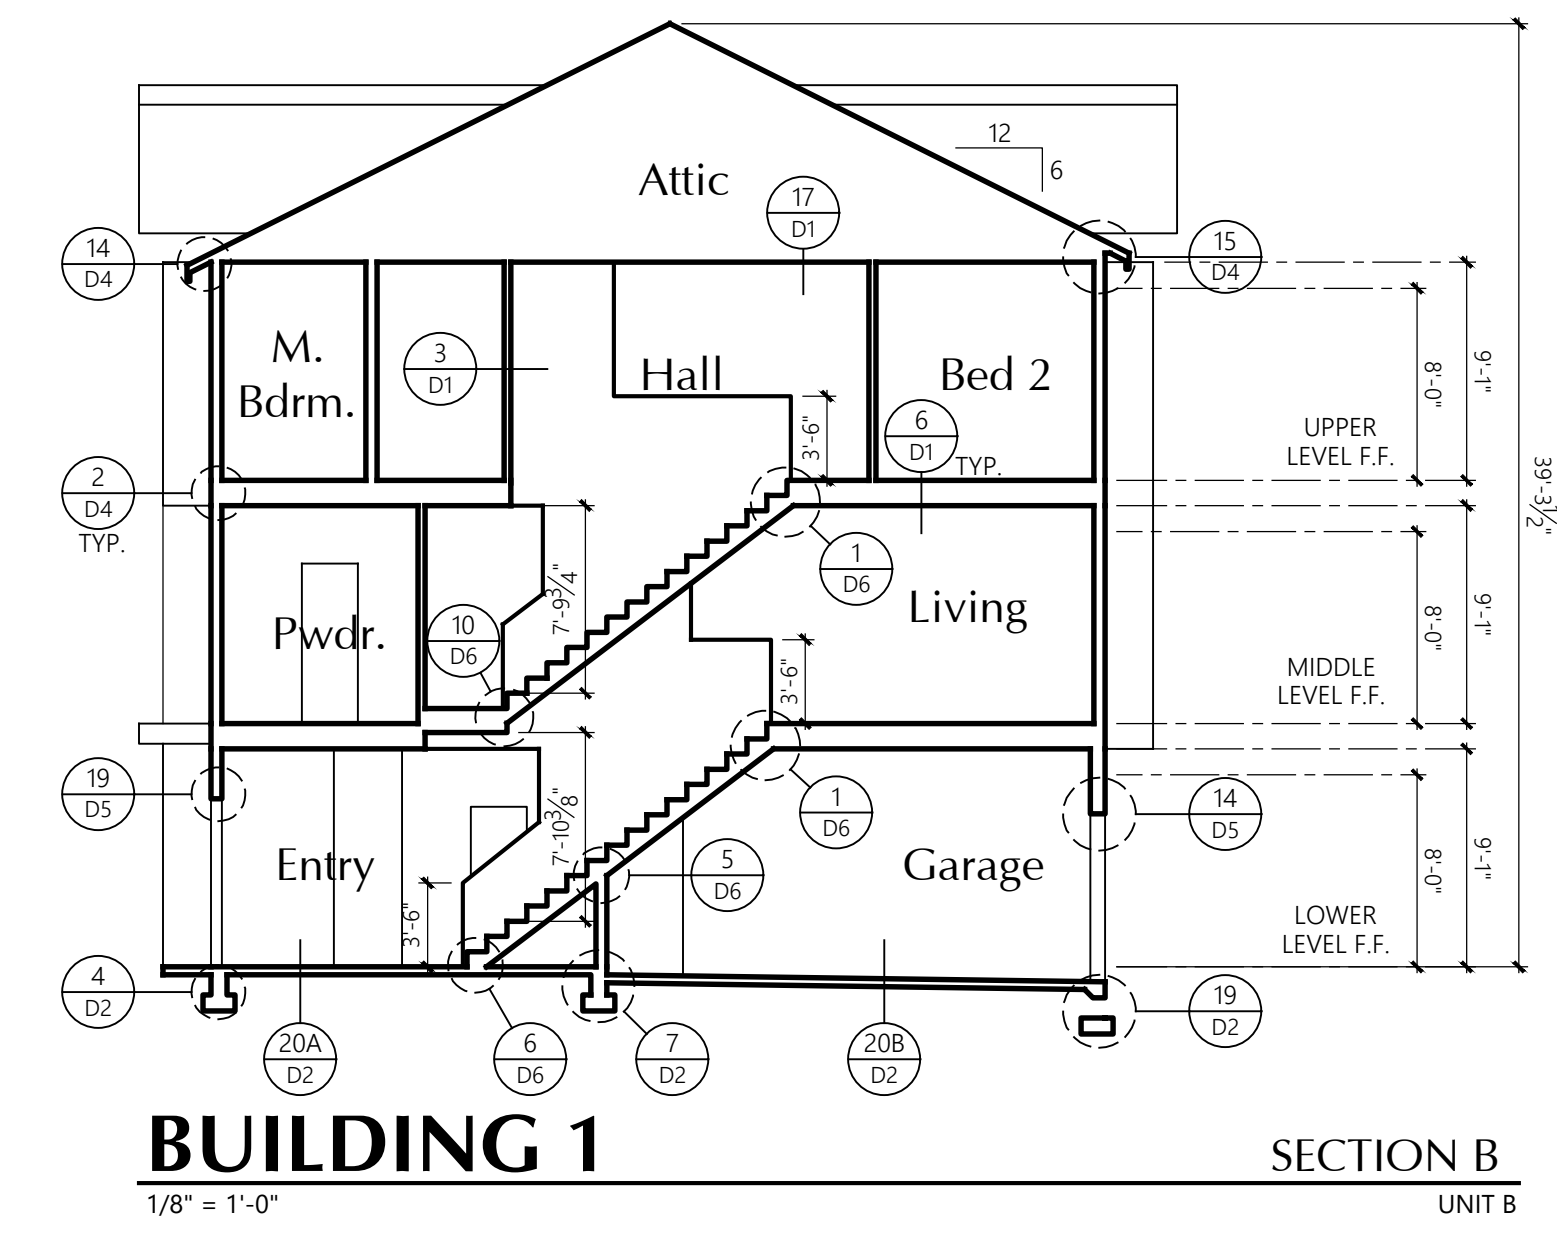 12
6
Attic
17
D1
14
D4
15
D4
M.
Bdrm.
3
D1
Hall
Bed 2
3'-6"
6
D1
TYP.
8'-0"
9'-1"
UPPER
LEVEL F.F.
39'-3½"
2
D4
TYP.
1
D6
7'-9¾"
Pwdr.
10
D6
Living
3'-6"
8'-0"
9'-1"
MIDDLE
LEVEL F.F.
19
D5
7'-10⅜"
1
D6
14
D5
Entry
5
D6
Garage
3'-6"
8'-0"
9'-1"
LOWER
LEVEL F.F.
4
D2
19
D2
20A
D2
6
D6
7
D2
20B
D2
BUILDING 1
SECTION B
1/8" = 1'-0"
UNIT B